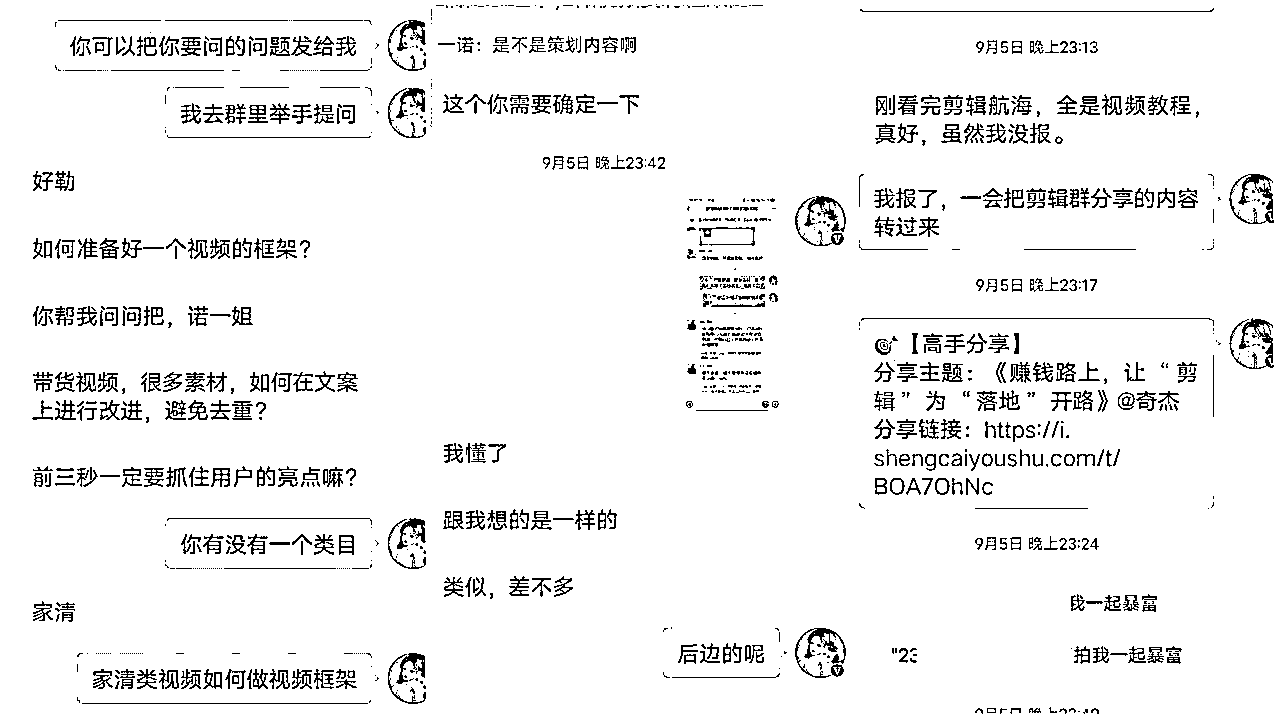 你可以把你要问的问题发给我
我去群里举手提问
好勒
如何准备好一个视频的框架？
你帮我问问把，诺一姐
带货视频，很多素材，如何在文案
上进行改进，避免去重？
前三秒一定要抓住用户的亮点嘛？
你有没有一个类目
家清
家清类视频如何做视频框架
一诺：是不是策划内容啊
这个你需要确定一下
9月5日 晚上23:42
我懂了
跟我想的是一样的
类似，差不多
后边的呢
9月5日 晚上23:13
刚看完剪辑航海，全是视频教程，
真好，虽然我没报。
我报了，一会把剪辑群分享的内容
转过来
9月5日 晚上23:17
【高手分享】
分享主题：《赚钱路上，让“剪
辑”为“落地”开路》@奇杰
分享链接：https://i.
shengcaiyoushu.com/t/
BOA7OhNc
9月5日 晚上23:24
我一起暴富
"23
拍我一起暴富